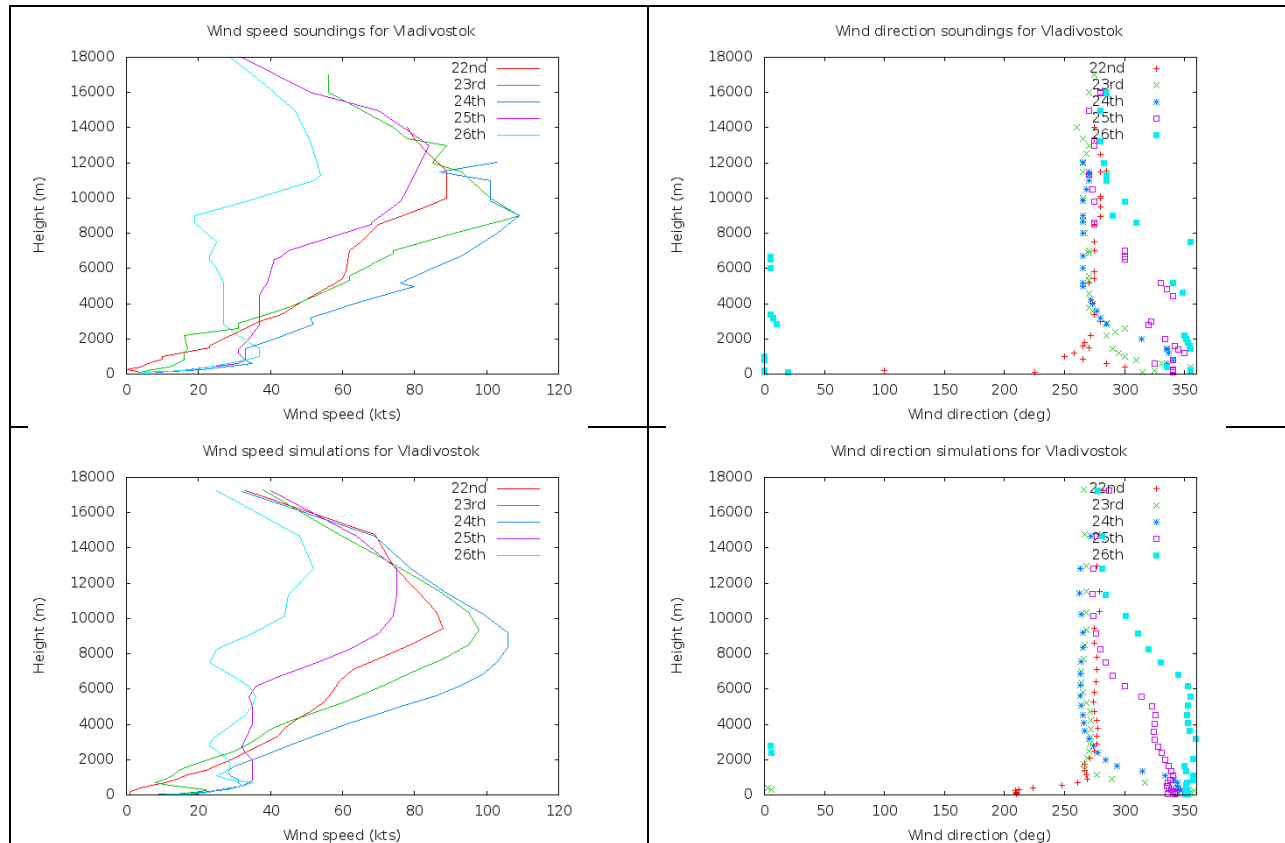 Wind speed soundings for Vladivostok
18000
16000
14000
12000
10000
8000
6000
4000
2000
0
Height (m)
22nd
23rd
24th
25th
26th
0 20 40 60 80 100 120
Wind speed (kts)
Wind direction soundings for Vladivostok
18000
16000
14000
12000
10000
8000
6000
4000
2000
0
Height (m)
22nd
23rd
24th
25th
26th
0 50 100 150 200 250 300 350
Wind direction (deg)
Wind speed simulations for Vladivostok
18000
16000
14000
12000
10000
8000
6000
4000
2000
0
Height (m)
22nd
23rd
24th
25th
26th
0 20 40 60 80 100 120
Wind speed (kts)
Wind direction simulations for Vladivostok
18000
16000
14000
12000
10000
8000
6000
4000
2000
0
Height (m)
22nd
23rd
24th
25th
26th
0 50 100 150 200 250 300 350
Wind direction (deg)